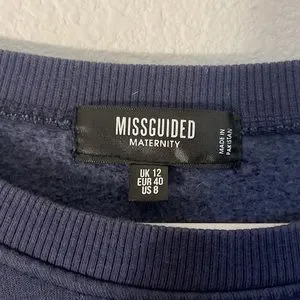 MISSGUIDED
MATERNITY
MADE IN
PAKISTAN
UK 12
EUR 40
US 8